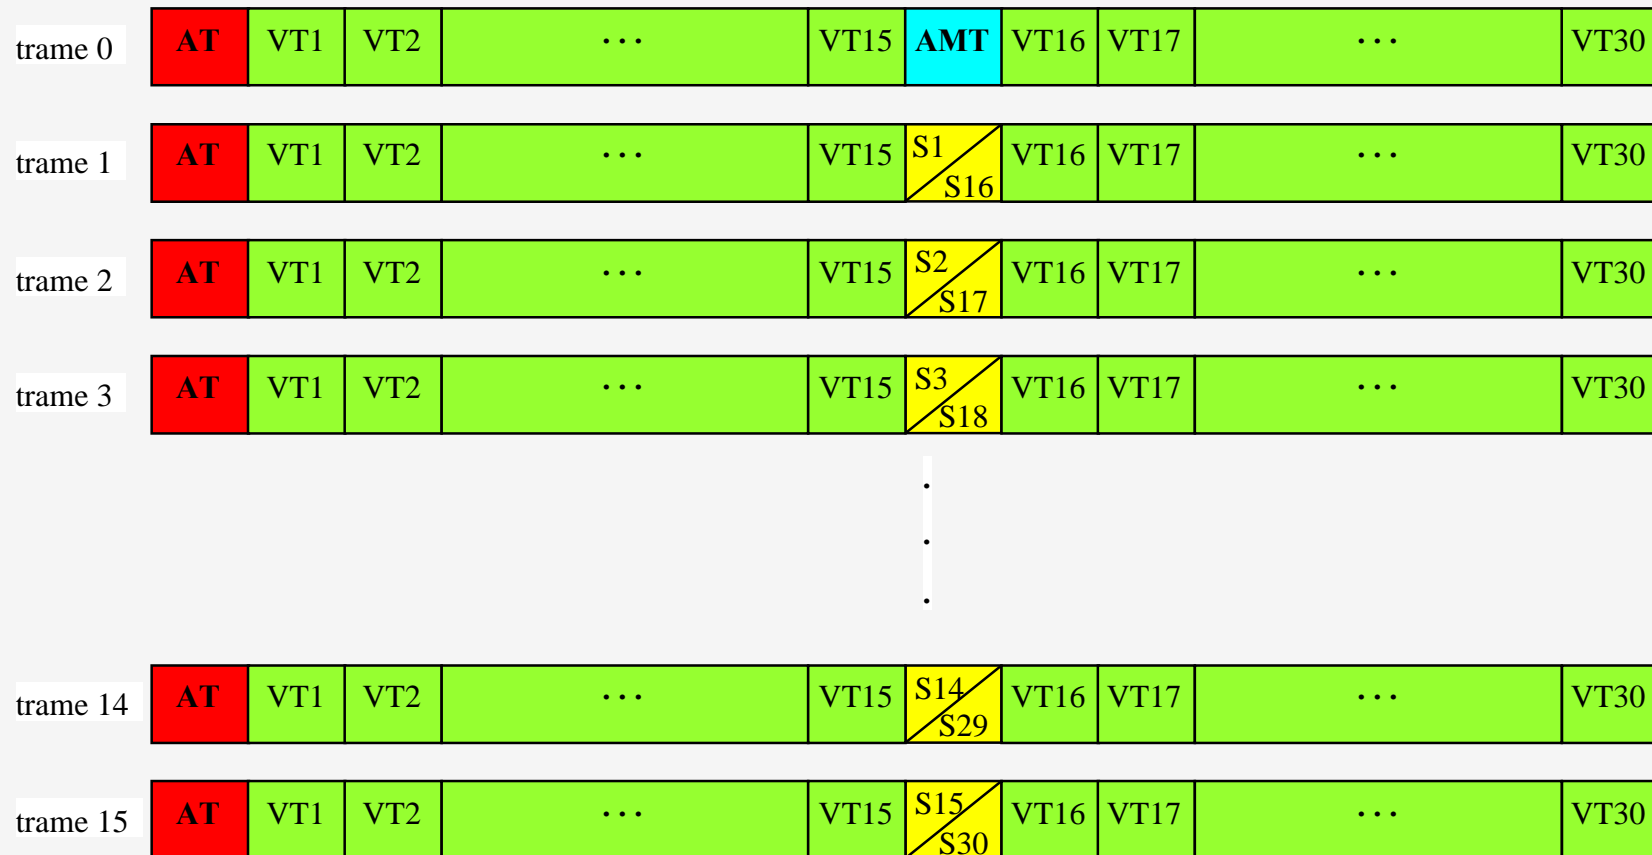 trame 0 AT VT1 VT2 ... VT15 AMT VT16 VT17 ... VT30
trame 1 AT VT1 VT2 ... VT15 S1 S16 VT16 VT17 ... VT30
trame 2 AT VT1 VT2 ... VT15 S2 S17 VT16 VT17 ... VT30
trame 3 AT VT1 VT2 ... VT15 S3 S18 VT16 VT17 ... VT30
.
.
.
trame 14 AT VT1 VT2 ... VT15 S14 S29 VT16 VT17 ... VT30
trame 15 AT VT1 VT2 ... VT15 S15 S30 VT16 VT17 ... VT30